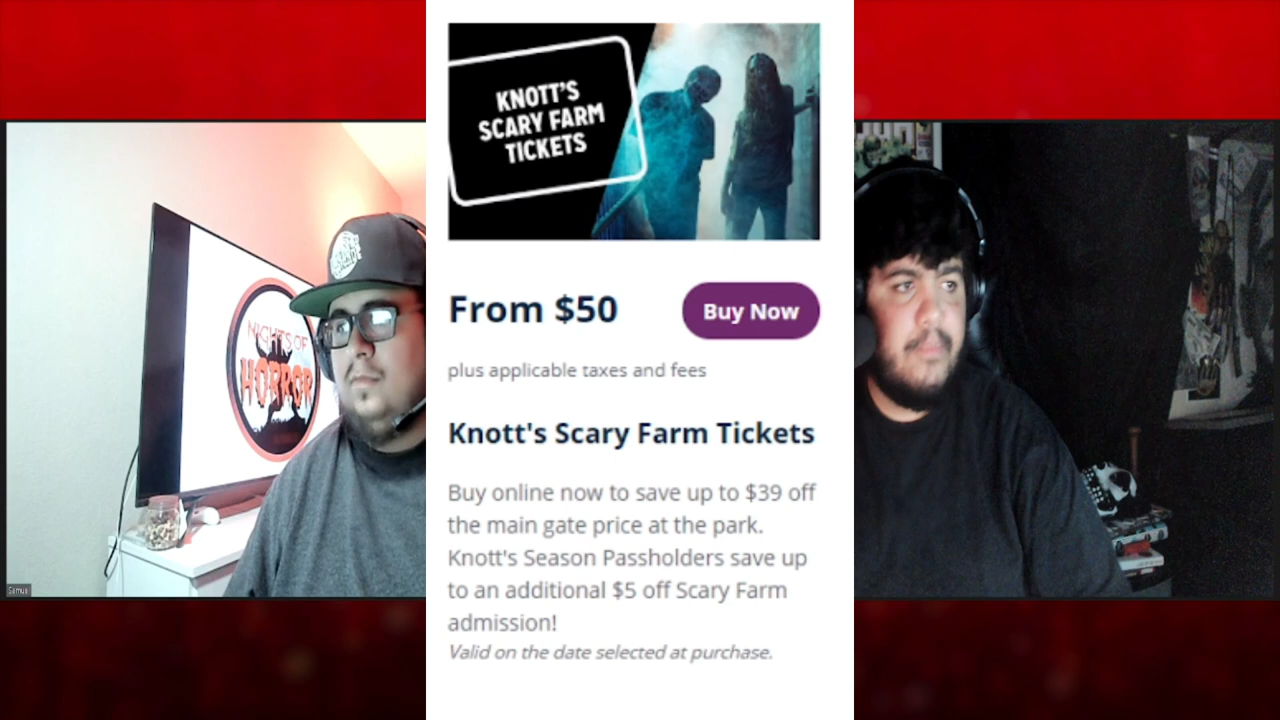 KNOTT'S
SCARY FARM
TICKETS
From $50
Buy Now
plus applicable taxes and fees
Knott's Scary Farm Tickets
Buy online now to save up to $39 off
the main gate price at the park.
Knott's Season Passholders save up
to an additional $5 off Scary Farm
admission!
Valid on the date selected at purchase.
NIGHTS OF
HORROR